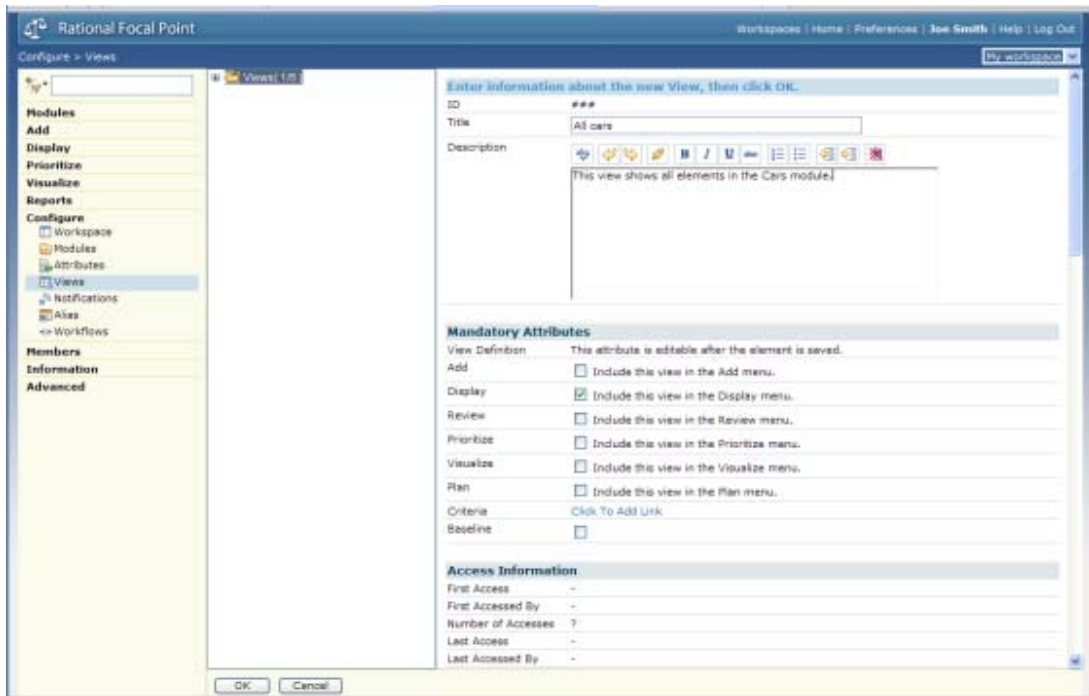 Rational Focal Point
Workspaces | Home | Preferences | Joe Smith | Help | Log Out
Configure > Views
My workspace
Modules
Add
Display
Prioritize
Visualize
Reports
Configure
Workspace
Modules
Attributes
Views
Notifications
Alias
Workflows
Members
Information
Advanced
Views( 1/5 )
Enter information about the new View, then click OK.
ID ###
Title All cars
Description
B I U abc
This view shows all elements in the Cars module.
Mandatory Attributes
View Definition This attribute is editable after the element is saved.
Add Include this view in the Add menu.
Display Include this view in the Display menu.
Review Include this view in the Review menu.
Prioritize Include this view in the Prioritize menu.
Visualize Include this view in the Visualize menu.
Plan Include this view in the Plan menu.
Criteria Click To Add Link
Baseline
Access Information
First Access -
First Accessed By -
Number of Accesses ?
Last Access -
Last Accessed By -
OK Cancel